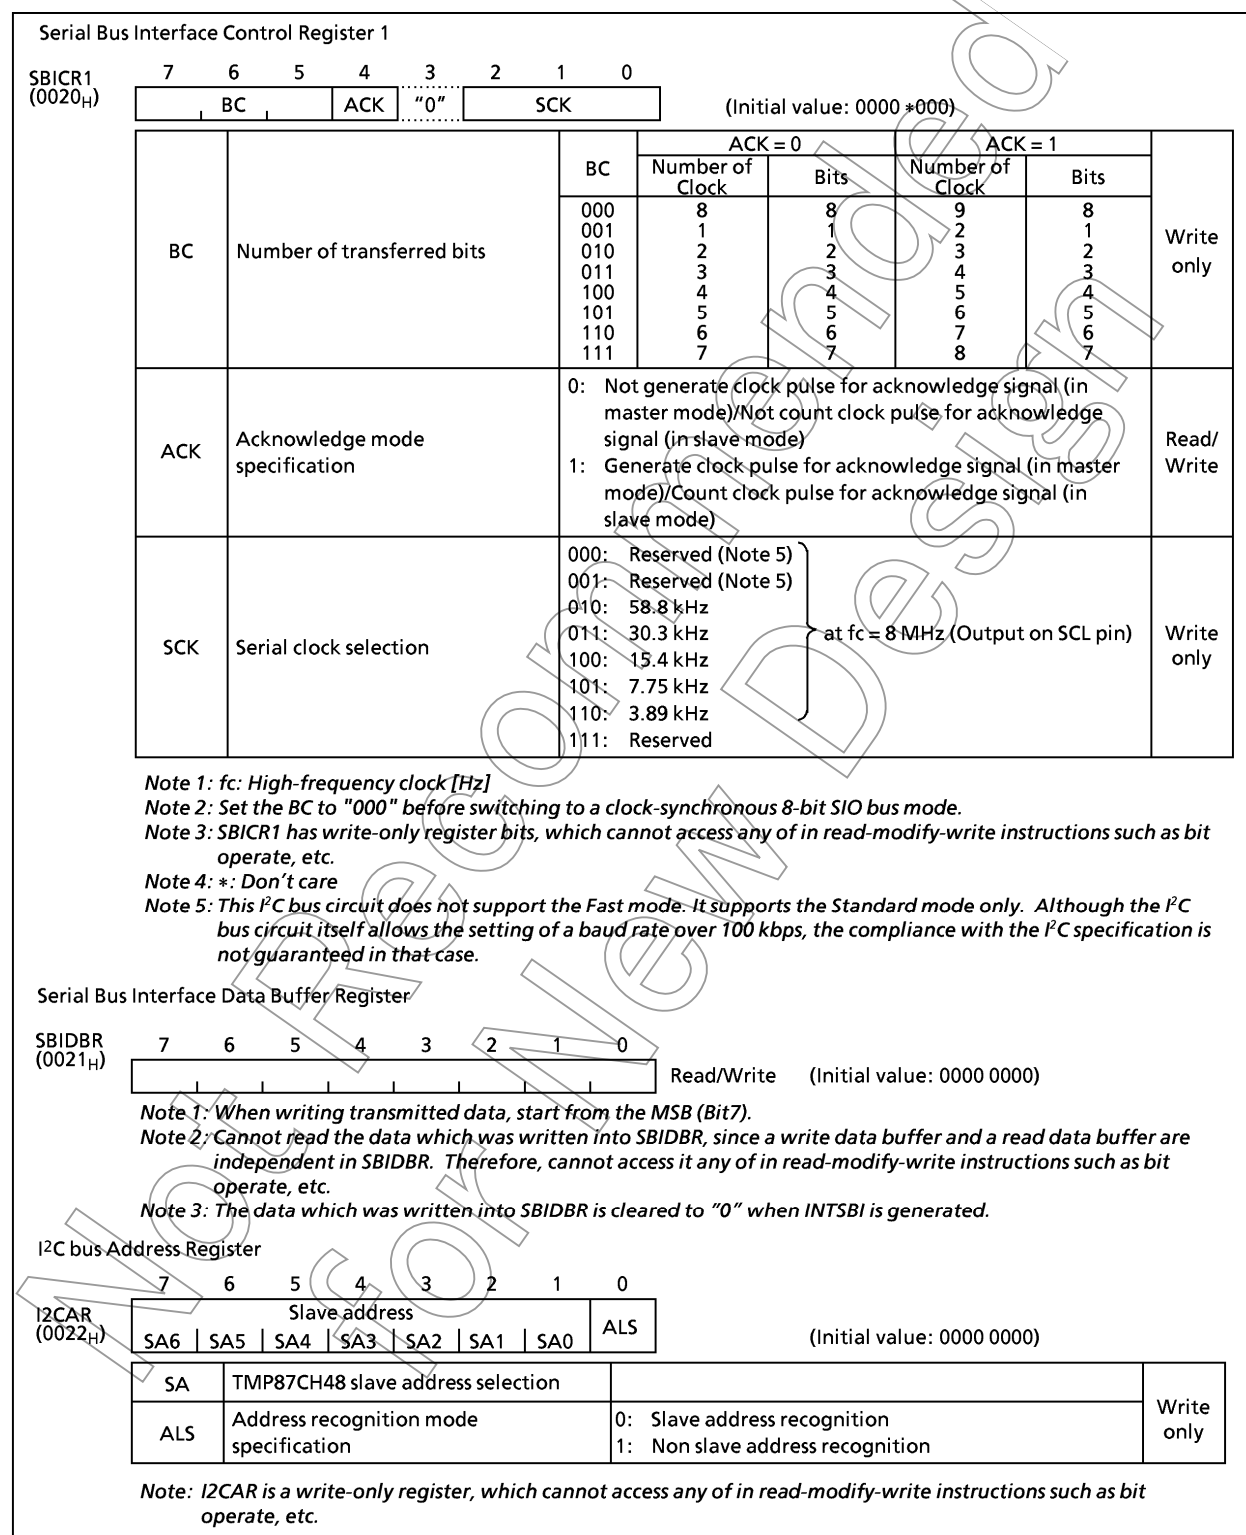 Serial Bus Interface Control Register 1
SBICR1
(0020H)
7 6 5 4 3 2 1 0
BC ACK "0" SCK
(Initial value: 0000 *000)
BC ACK = 0 ACK = 1
Number of Clock Bits Number of Clock Bits
BC Number of transferred bits
000 8 8 9 8
001 1 1 2 1
010 2 2 3 2
011 3 3 4 3
100 4 4 5 4
101 5 5 6 5
110 6 6 7 6
111 7 7 8 7
Write
only
ACK
Acknowledge mode
specification
0: Not generate clock pulse for acknowledge signal (in
master mode)/Not count clock pulse for acknowledge
signal (in slave mode)
1: Generate clock pulse for acknowledge signal (in master
mode)/Count clock pulse for acknowledge signal (in
slave mode)
Read/
Write
SCK Serial clock selection
000: Reserved (Note 5)
001: Reserved (Note 5)
010: 58.8 kHz
011: 30.3 kHz
100: 15.4 kHz
101: 7.75 kHz
110: 3.89 kHz
111: Reserved
at fc = 8 MHz (Output on SCL pin)
Write
only
Note 1: fc: High-frequency clock [Hz]
Note 2: Set the BC to "000" before switching to a clock-synchronous 8-bit SIO bus mode.
Note 3: SBICR1 has write-only register bits, which cannot access any of in read-modify-write instructions such as bit
operate, etc.
Note 4: *: Don't care
Note 5: This I2C bus circuit does not support the Fast mode. It supports the Standard mode only. Although the I2C
bus circuit itself allows the setting of a baud rate over 100 kbps, the compliance with the I2C specification is
not guaranteed in that case.
Serial Bus Interface Data Buffer Register
SBIDBR
(0021H)
7 6 5 4 3 2 1 0
Read/Write (Initial value: 0000 0000)
Note 1: When writing transmitted data, start from the MSB (Bit7).
Note 2: Cannot read the data which was written into SBIDBR, since a write data buffer and a read data buffer are
independent in SBIDBR. Therefore, cannot access it any of in read-modify-write instructions such as bit
operate, etc.
Note 3: The data which was written into SBIDBR is cleared to "0" when INTSBI is generated.
I2C bus Address Register
I2CAR
(0022H)
7 6 5 4 3 2 1 0
Slave address
SA6 SA5 SA4 SA3 SA2 SA1 SA0 ALS
(Initial value: 0000 0000)
SA TMP87CH48 slave address selection
ALS
Address recognition mode
specification
0: Slave address recognition
1: Non slave address recognition
Write
only
Note: I2CAR is a write-only register, which cannot access any of in read-modify-write instructions such as bit
operate, etc.
Not Recommended
for New Design